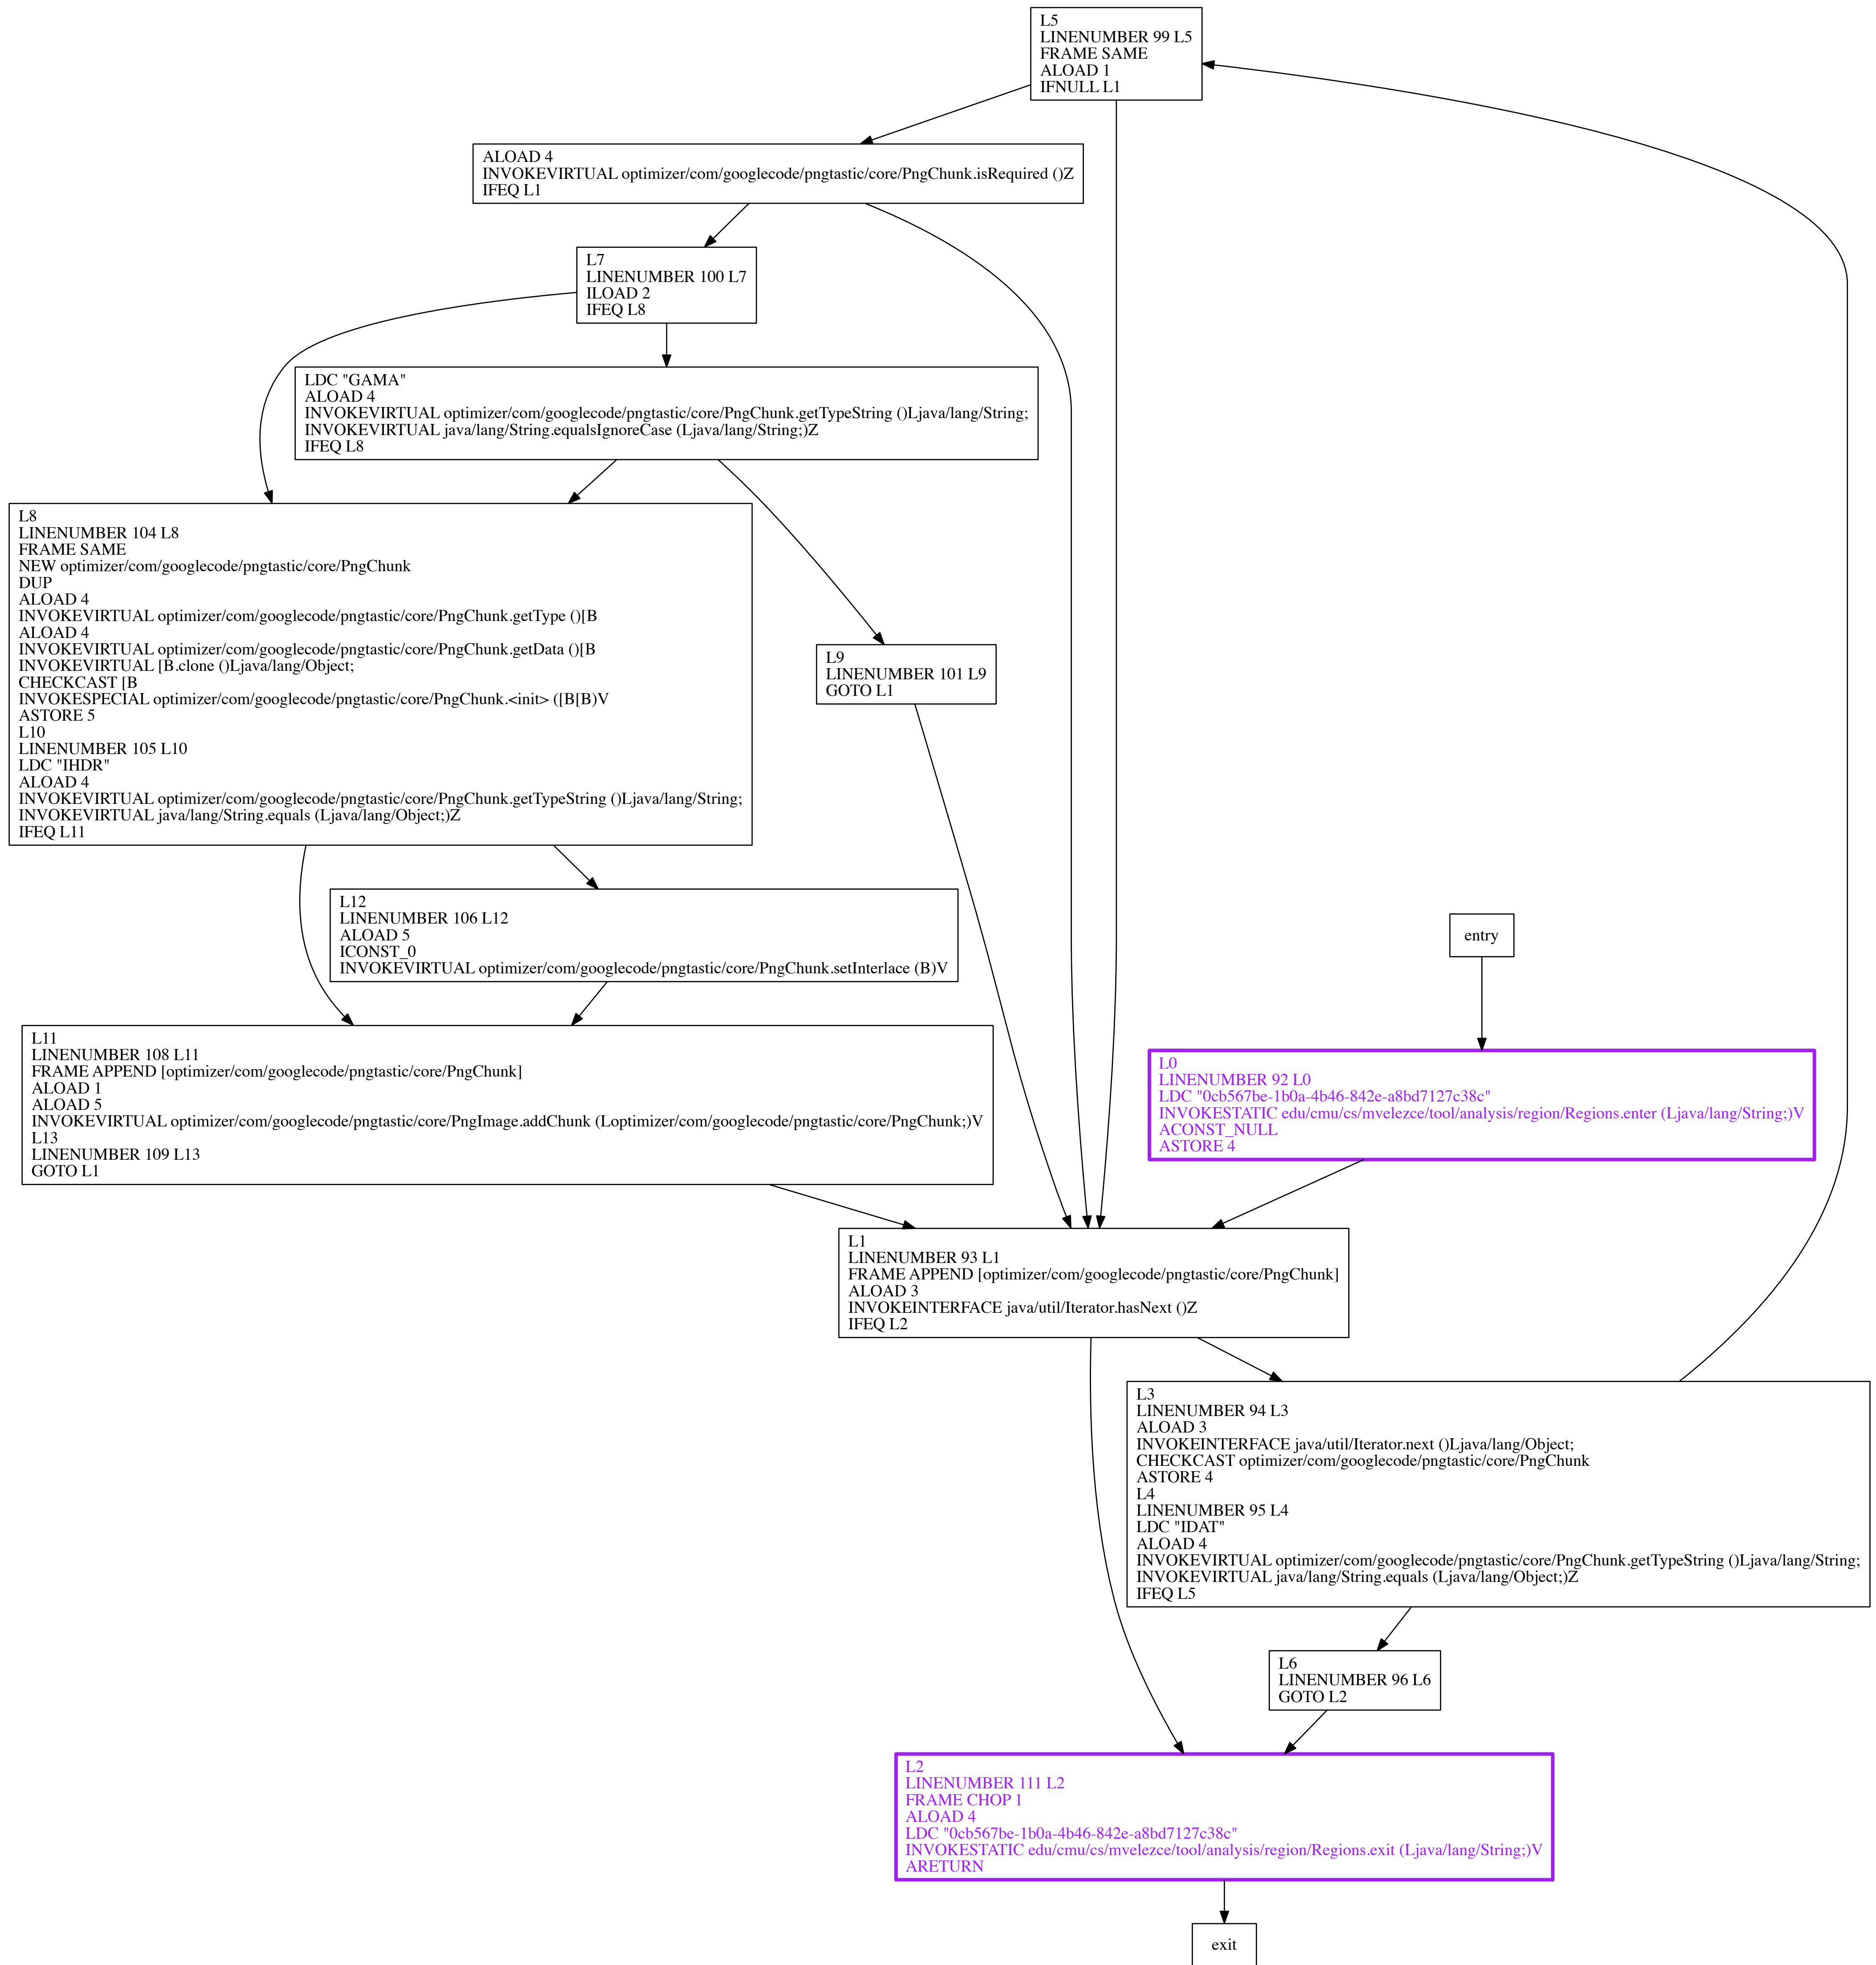 L5
LINENUMBER 99 L5
FRAME SAME
ALOAD 1
IFNULL L1
ALOAD 4
INVOKEVIRTUAL optimizer/com/googlecode/pngtastic/core/PngChunk.isRequired ()Z
IFEQ L1
L7
LINENUMBER 100 L7
ILOAD 2
IFEQ L8
LDC "GAMA"
ALOAD 4
INVOKEVIRTUAL optimizer/com/googlecode/pngtastic/core/PngChunk.getTypeString ()Ljava/lang/String;
INVOKEVIRTUAL java/lang/String.equalsIgnoreCase (Ljava/lang/String;)Z
IFEQ L8
L8
LINENUMBER 104 L8
FRAME SAME
NEW optimizer/com/googlecode/pngtastic/core/PngChunk
DUP
ALOAD 4
INVOKEVIRTUAL optimizer/com/googlecode/pngtastic/core/PngChunk.getType ()[B
ALOAD 4
INVOKEVIRTUAL optimizer/com/googlecode/pngtastic/core/PngChunk.getData ()[B
INVOKEVIRTUAL [B.clone ()Ljava/lang/Object;
CHECKCAST [B
INVOKESPECIAL optimizer/com/googlecode/pngtastic/core/PngChunk.<init> ([B[B)V
ASTORE 5
L10
LINENUMBER 105 L10
LDC "IHDR"
ALOAD 4
INVOKEVIRTUAL optimizer/com/googlecode/pngtastic/core/PngChunk.getTypeString ()Ljava/lang/String;
INVOKEVIRTUAL java/lang/String.equals (Ljava/lang/Object;)Z
IFEQ L11
L9
LINENUMBER 101 L9
GOTO L1
L12
LINENUMBER 106 L12
ALOAD 5
ICONST_0
INVOKEVIRTUAL optimizer/com/googlecode/pngtastic/core/PngChunk.setInterlace (B)V
entry
L11
LINENUMBER 108 L11
FRAME APPEND [optimizer/com/googlecode/pngtastic/core/PngChunk]
ALOAD 1
ALOAD 5
INVOKEVIRTUAL optimizer/com/googlecode/pngtastic/core/PngImage.addChunk (Loptimizer/com/googlecode/pngtastic/core/PngChunk;)V
L13
LINENUMBER 109 L13
GOTO L1
L0
LINENUMBER 92 L0
LDC "0cb567be-1b0a-4b46-842e-a8bd7127c38c"
INVOKESTATIC edu/cmu/cs/mvelezce/tool/analysis/region/Regions.enter (Ljava/lang/String;)V
ACONST_NULL
ASTORE 4
L1
LINENUMBER 93 L1
FRAME APPEND [optimizer/com/googlecode/pngtastic/core/PngChunk]
ALOAD 3
INVOKEINTERFACE java/util/Iterator.hasNext ()Z
IFEQ L2
L3
LINENUMBER 94 L3
ALOAD 3
INVOKEINTERFACE java/util/Iterator.next ()Ljava/lang/Object;
CHECKCAST optimizer/com/googlecode/pngtastic/core/PngChunk
ASTORE 4
L4
LINENUMBER 95 L4
LDC "IDAT"
ALOAD 4
INVOKEVIRTUAL optimizer/com/googlecode/pngtastic/core/PngChunk.getTypeString ()Ljava/lang/String;
INVOKEVIRTUAL java/lang/String.equals (Ljava/lang/Object;)Z
IFEQ L5
L6
LINENUMBER 96 L6
GOTO L2
L2
LINENUMBER 111 L2
FRAME CHOP 1
ALOAD 4
LDC "0cb567be-1b0a-4b46-842e-a8bd7127c38c"
INVOKESTATIC edu/cmu/cs/mvelezce/tool/analysis/region/Regions.exit (Ljava/lang/String;)V
ARETURN
exit